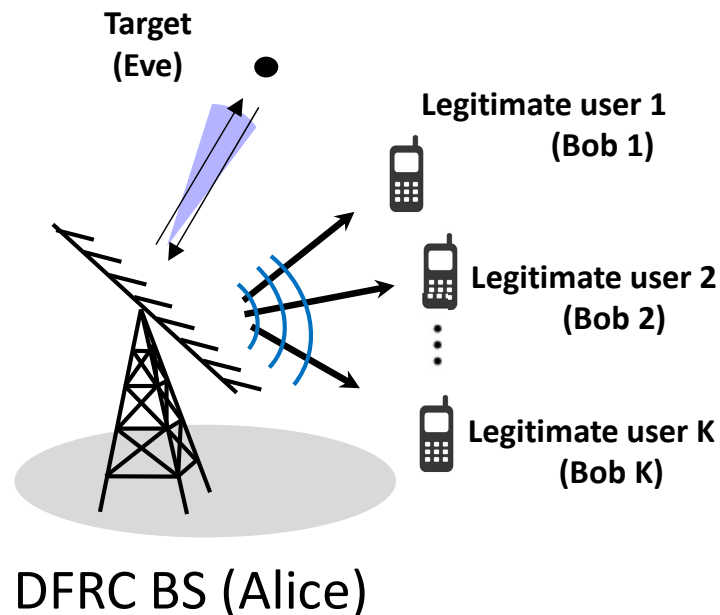 Target
(Eve)
Legitimate user 1
(Bob 1)
Legitimate user 2
(Bob 2)
Legitimate user K
(Bob K)
DFRC BS (Alice)